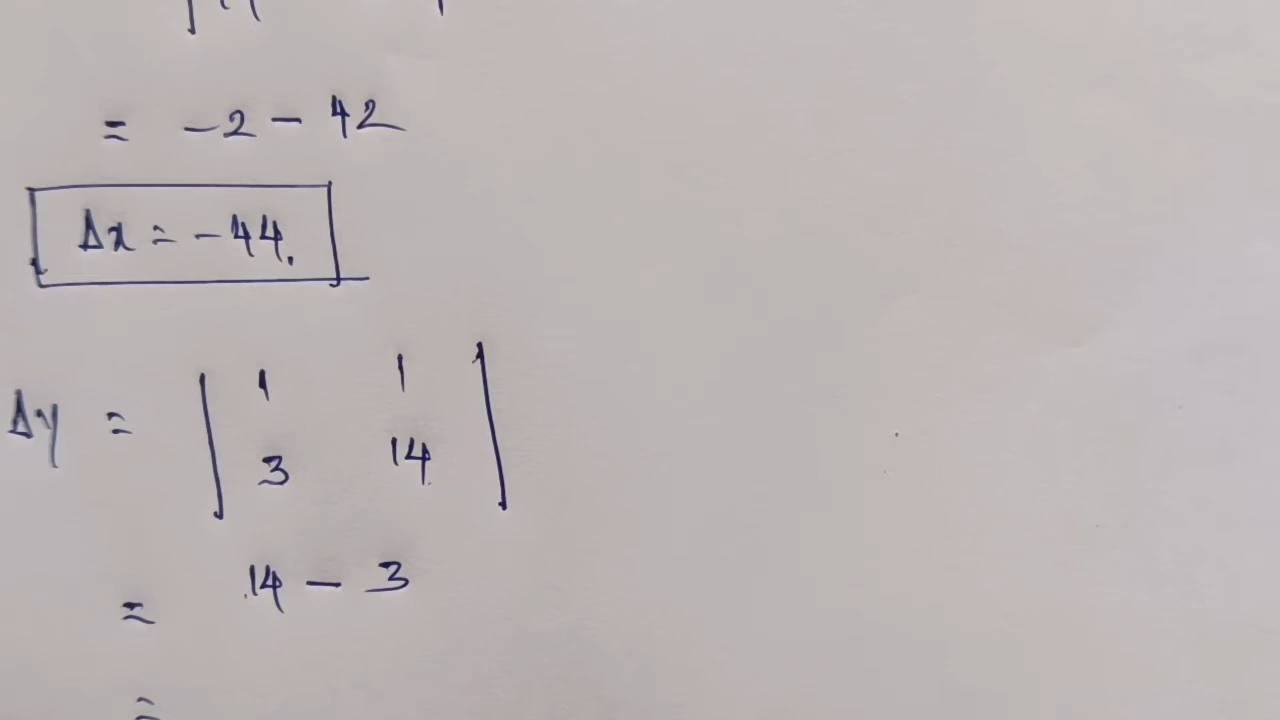 = -2 - 42
Δx = -44.
Δy = | 1 1 |
| 3 14 |
= 14 - 3
=